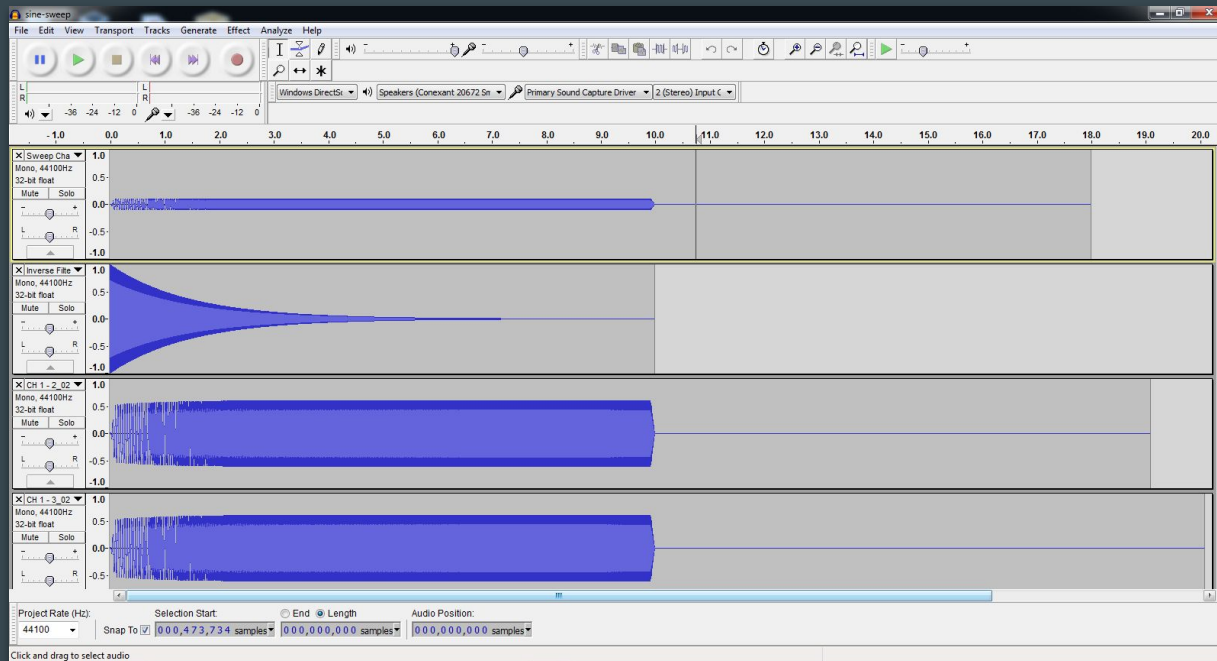 sine-sweep
File Edit View Transport Tracks Generate Effect Analyze Help
L
R
L
R
-36 -24 -12 0 -36 -24 -12 0
Windows DirectSo Speakers (Conexant 20672 Sm Primary Sound Capture Driver 2 (Stereo) Input C
-1.0 0.0 1.0 2.0 3.0 4.0 5.0 6.0 7.0 8.0 9.0 10.0 11.0 12.0 13.0 14.0 15.0 16.0 17.0 18.0 19.0 20.0
X Sweep Cha 1.0
Mono, 44100Hz
32-bit float 0.5
Mute Solo
- + 0.0
L R -0.5
-1.0
X Inverse Filte 1.0
Mono, 44100Hz
32-bit float 0.5
Mute Solo
- + 0.0
L R -0.5
-1.0
X CH 1 - 2_02 1.0
Mono, 44100Hz
32-bit float 0.5
Mute Solo
- + 0.0
L R -0.5
-1.0
X CH 1 - 3_02 1.0
Mono, 44100Hz
32-bit float 0.5
Mute Solo
- + 0.0
L R -0.5
Project Rate (Hz): Selection Start: End Length Audio Position:
44100 Snap To 000,473,734 samples 000,000,000 samples 000,000,000 samples
Click and drag to select audio